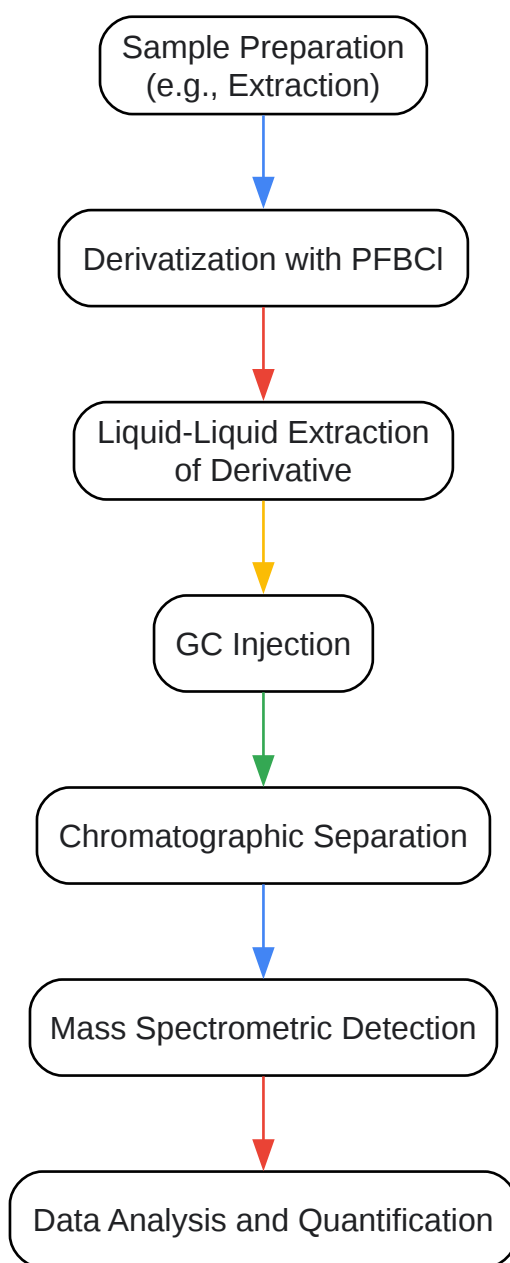 Sample Preparation
(e.g., Extraction)
Derivatization with PFBCl
Liquid-Liquid Extraction
of Derivative
GC Injection
Chromatographic Separation
Mass Spectrometric Detection
Data Analysis and Quantification